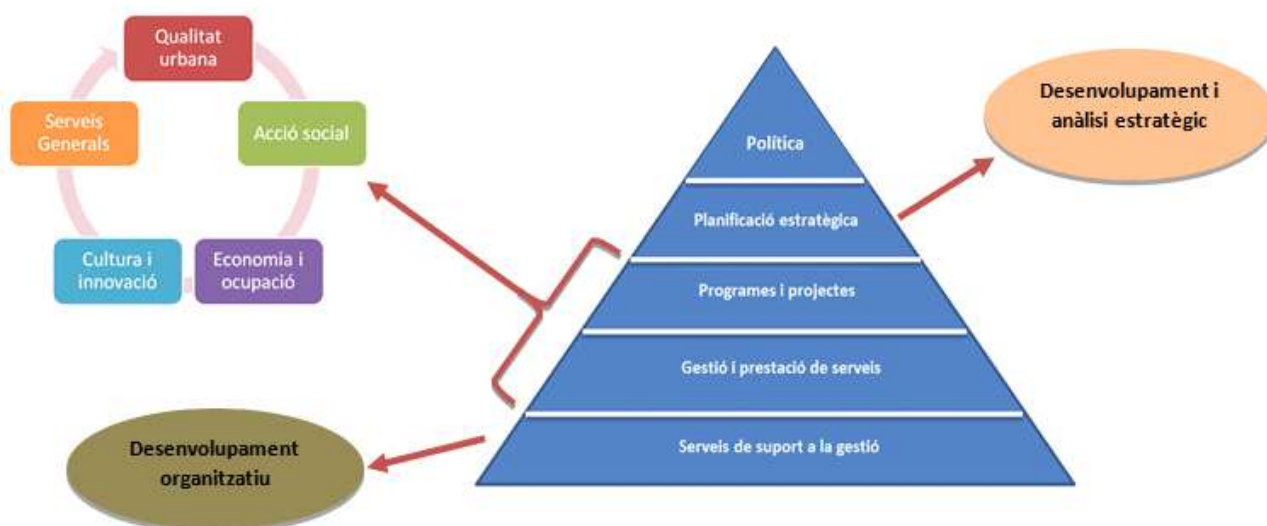 Qualitat
urbana
Serveis
Generals
Acció social
Cultura i
innovació
Economia i
ocupació
Política
Planificació estratègica
Programes i projectes
Gestió i prestació de serveis
Serveis de suport a la gestió
Desenvolupament i
anàlisi estratègic
Desenvolupament
organitzatiu